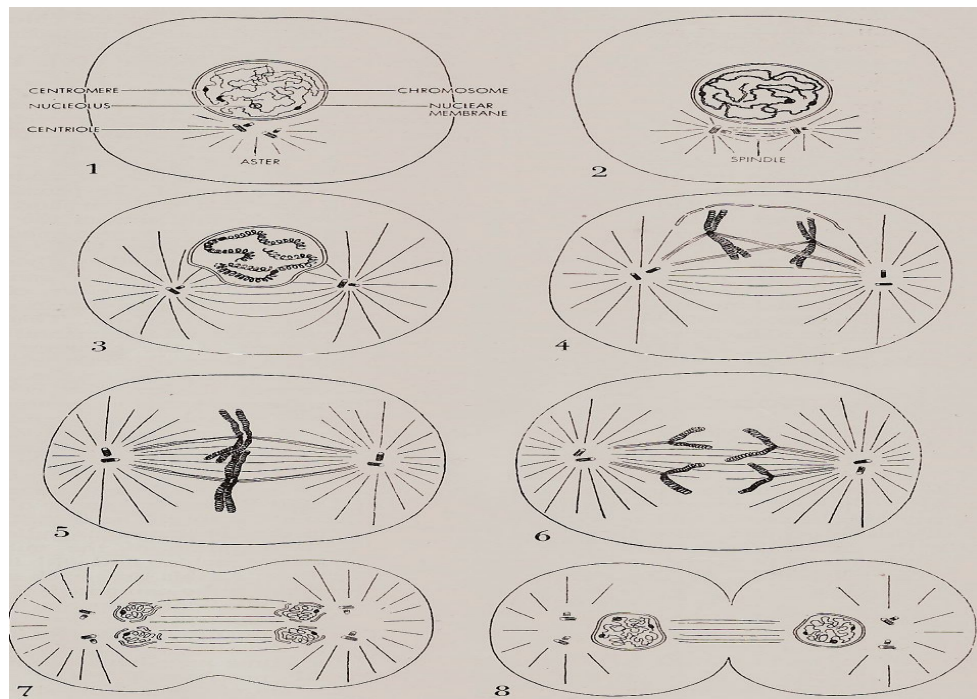 CENTROMERE
NUCLEOLUS
CENTRIOLE
CHROMOSOME
NUCLEAR
MEMBRANE
ASTER
1
SPINDLE
2
3
4
5
6
7
8